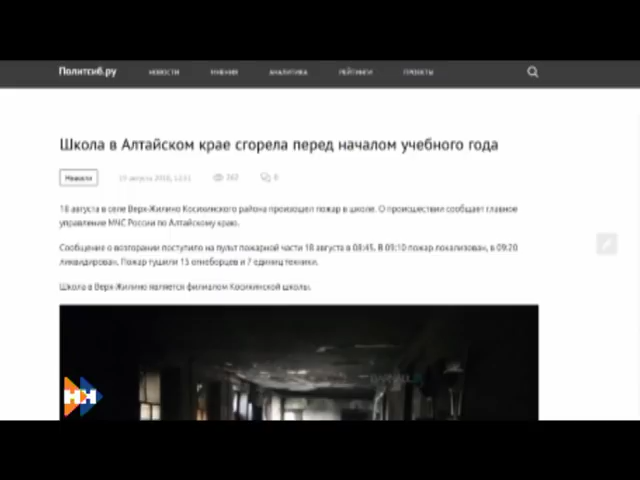 Политсиб.ру НОВОСТИ МНЕНИЯ АНАЛИТИКА РЕЙТИНГИ ПРОЕКТЫ
Школа в Алтайском крае сгорела перед началом учебного года
Новости августа
18 августа в селе Верх-Жилино Косихинского района произошел пожар в школе. О происшествии сообщает главное
управление МЧС России по Алтайскому краю.
Сообщение о возгорании поступило на пульт пожарной части 18 августа в 08:45. В 09:10 пожар локализован, в 09:20
ликвидирован. Пожар тушили 15 огнеборцев и 7 единиц техники.
Школа в Верх-Жилино является филиалом Косихинской школы.
НН